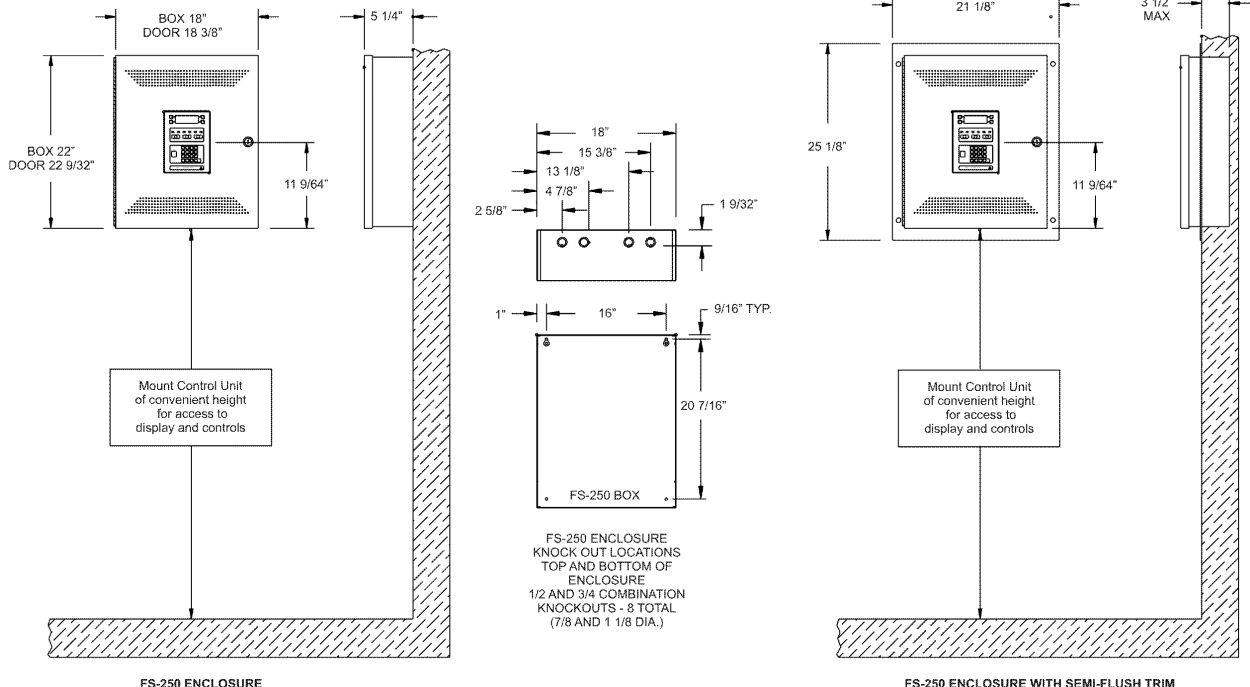 BOX 18"
DOOR 18 3/8"
5 1/4"
BOX 22"
DOOR 22 9/32"
11 9/64"
Mount Control Unit
of convenient height
for access to
display and controls
FS-250 ENCLOSURE
18"
15 3/8"
13 1/8"
4 7/8"
2 5/8"
1 9/32"
1"
16"
9/16" TYP.
20 7/16"
FS-250 BOX
FS-250 ENCLOSURE
KNOCK OUT LOCATIONS
TOP AND BOTTOM OF
ENCLOSURE
1/2 AND 3/4 COMBINATION
KNOCKOUTS - 8 TOTAL
(7/8 AND 1 1/8 DIA.)
21 1/8"
3 1/2"
MAX
25 1/8"
11 9/64"
Mount Control Unit
of convenient height
for access to
display and controls
FS-250 ENCLOSURE WITH SEMI-FLUSH TRIM